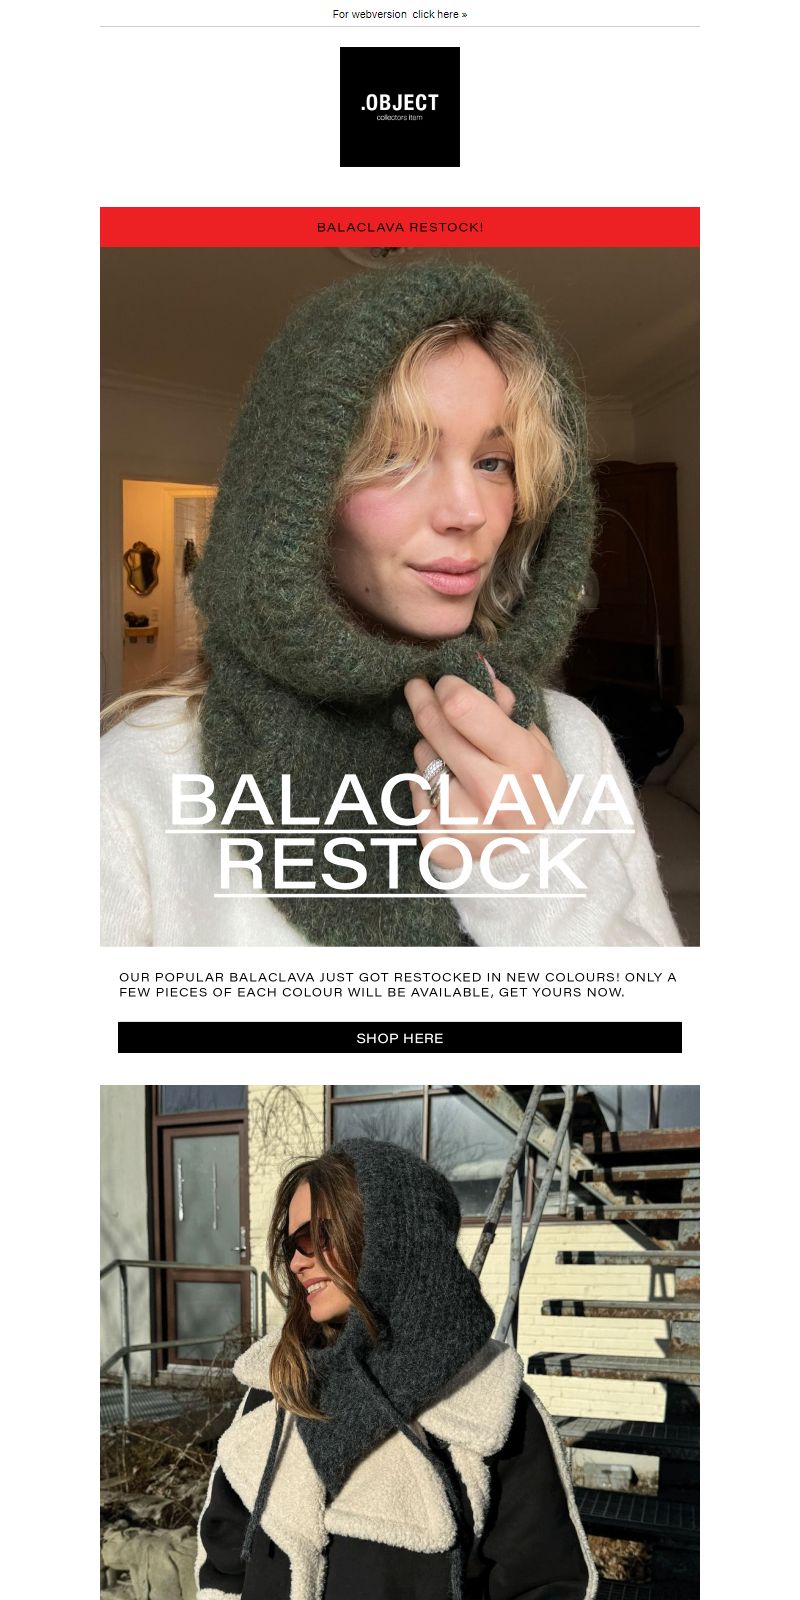 For webversion click here »
.OBJECT
collectors item
BALACLAVA RESTOCK!
BALACLAVA
RESTOCK
OUR POPULAR BALACLAVA JUST GOT RESTOCKED IN NEW COLOURS! ONLY A
FEW PIECES OF EACH COLOUR WILL BE AVAILABLE, GET YOURS NOW.
SHOP HERE